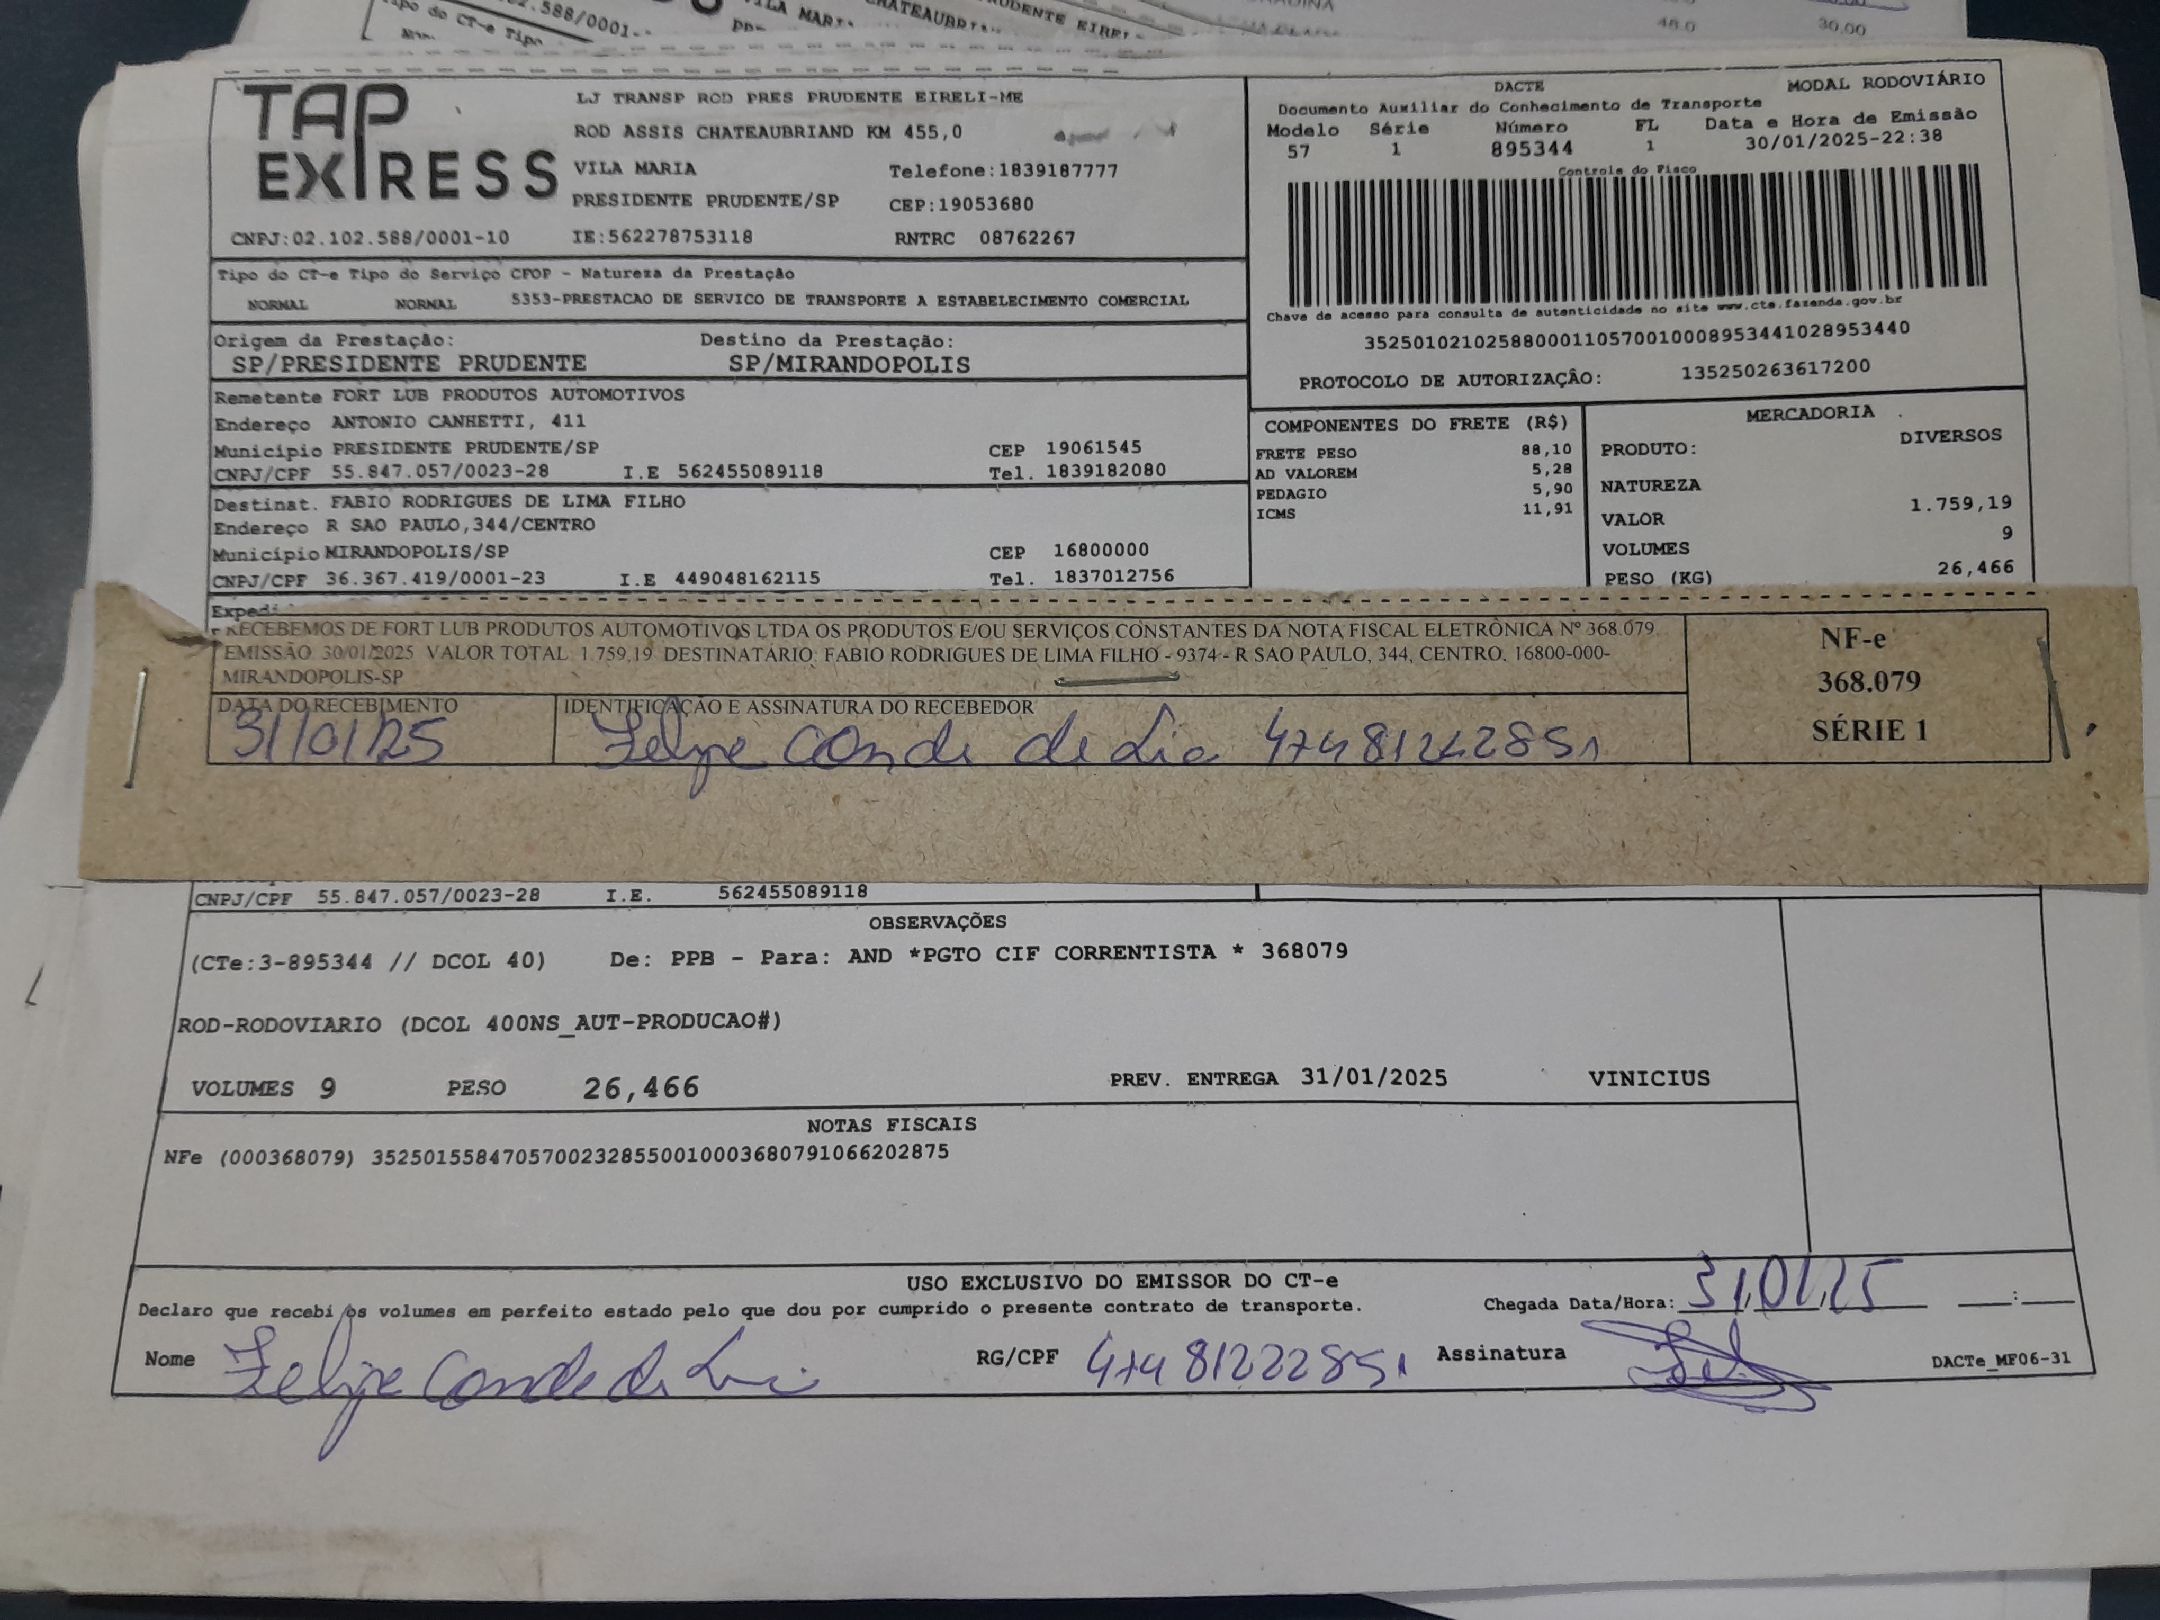 TAP EXPRESS
LJ TRANSP ROD PRES PRUDENTE EIRELI-ME
ROD ASSIS CHATEAUBRIAND KM 455,0
VILA MARIA Telefone:1839187777
PRESIDENTE PRUDENTE/SP CEP:19053680
CNPJ:02.102.588/0001-10 IE:562278753118 RNTRC 08762267
DACTE MODAL RODOVIÁRIO
Documento Auxiliar do Conhecimento de Transporte
Modelo Série Número FL Data e Hora de Emissão
57 1 895344 1 30/01/2025-22:38
Controle do Fisco
Chave de acesso para consulta de autenticidade no site www.cte.fazenda.gov.br
35250102102588000110570010008953441028953440
PROTOCOLO DE AUTORIZAÇÃO: 135250263617200
Tipo do CT-e Tipo do Serviço CFOP - Natureza da Prestação
NORMAL NORMAL 5353-PRESTACAO DE SERVICO DE TRANSPORTE A ESTABELECIMENTO COMERCIAL
Origem da Prestação: Destino da Prestação:
SP/PRESIDENTE PRUDENTE SP/MIRANDOPOLIS
Remetente FORT LUB PRODUTOS AUTOMOTIVOS
Endereço ANTONIO CANHETTI, 411
Município PRESIDENTE PRUDENTE/SP CEP 19061545
CNPJ/CPF 55.847.057/0023-28 I.E 562455089118 Tel. 1839182080
Destinat. FABIO RODRIGUES DE LIMA FILHO
Endereço R SAO PAULO,344/CENTRO
Município MIRANDOPOLIS/SP CEP 16800000
CNPJ/CPF 36.367.419/0001-23 I.E 449048162115 Tel. 1837012756
COMPONENTES DO FRETE (R$)
FRETE PESO 88,10
AD VALOREM 5,28
PEDAGIO 5,90
ICMS 11,91
MERCADORIA
PRODUTO: DIVERSOS
NATUREZA
VALOR 1.759,19
VOLUMES 9
PESO (KG) 26,466
Expedi
RECEBEMOS DE FORT LUB PRODUTOS AUTOMOTIVOS LTDA OS PRODUTOS E/OU SERVIÇOS CONSTANTES DA NOTA FISCAL ELETRÔNICA Nº 368.079
EMISSÃO 30/01/2025 VALOR TOTAL 1.759,19 DESTINATÁRIO: FABIO RODRIGUES DE LIMA FILHO - 9374 - R SAO PAULO, 344, CENTRO, 16800-000-
MIRANDOPOLIS-SP
DATA DO RECEBIMENTO IDENTIFICAÇÃO E ASSINATURA DO RECEBEDOR
31/01/25 Felipe Conde de
NF-e
368.079
SÉRIE 1
CNPJ/CPF 55.847.057/0023-28 I.E. 562455089118
OBSERVAÇÕES
(CTe:3-895344 // DCOL 40) De: PPB - Para: AND *PGTO CIF CORRENTISTA * 368079
ROD-RODOVIARIO (DCOL 400NS_AUT-PRODUCAO#)
VOLUMES 9 PESO 26,466 PREV. ENTREGA 31/01/2025 VINICIUS
NOTAS FISCAIS
NFe (000368079) 35250155847057002328550010003680791066202875
USO EXCLUSIVO DO EMISSOR DO CT-e
Declaro que recebi os volumes em perfeito estado pelo que dou por cumprido o presente contrato de transporte. Chegada Data/Hora: 31/01/25 :
Nome Felipe Conde de RG/CPF 47481222851 Assinatura
DACTe_MF06-31